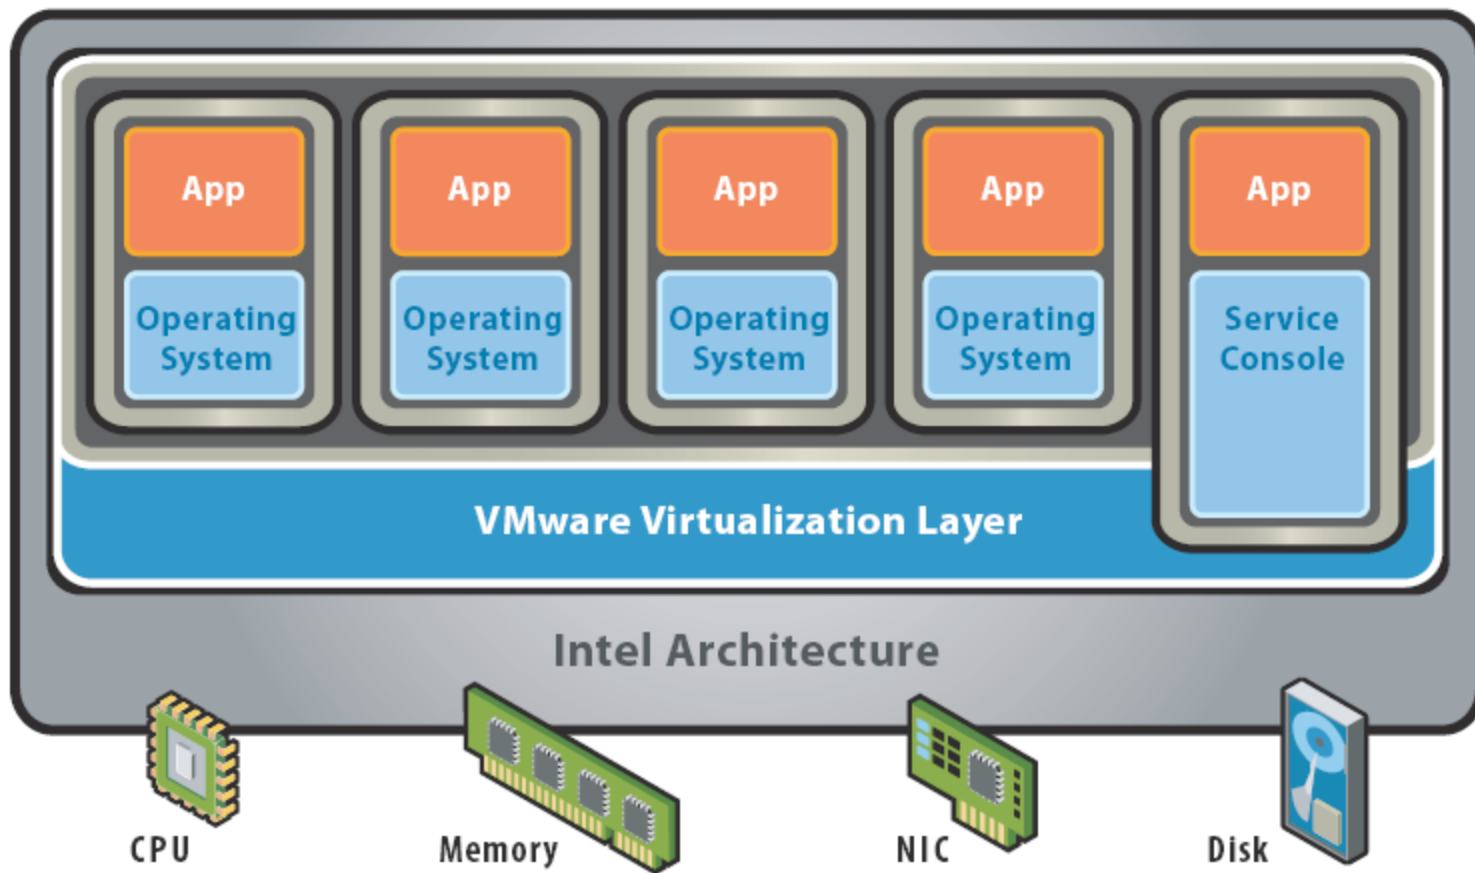 App
App
App
App
App
Operating
System
Operating
System
Operating
System
Operating
System
Service
Console
VMware Virtualization Layer
Intel Architecture
CPU
Memory
NIC
Disk